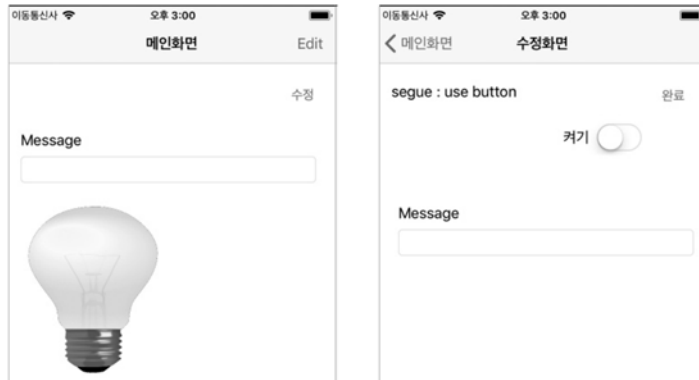 이동통신사 오후 3:00
메인화면 Edit
수정
Message
이동통신사 오후 3:00
메인화면 수정화면
segue : use button 완료
켜기
Message